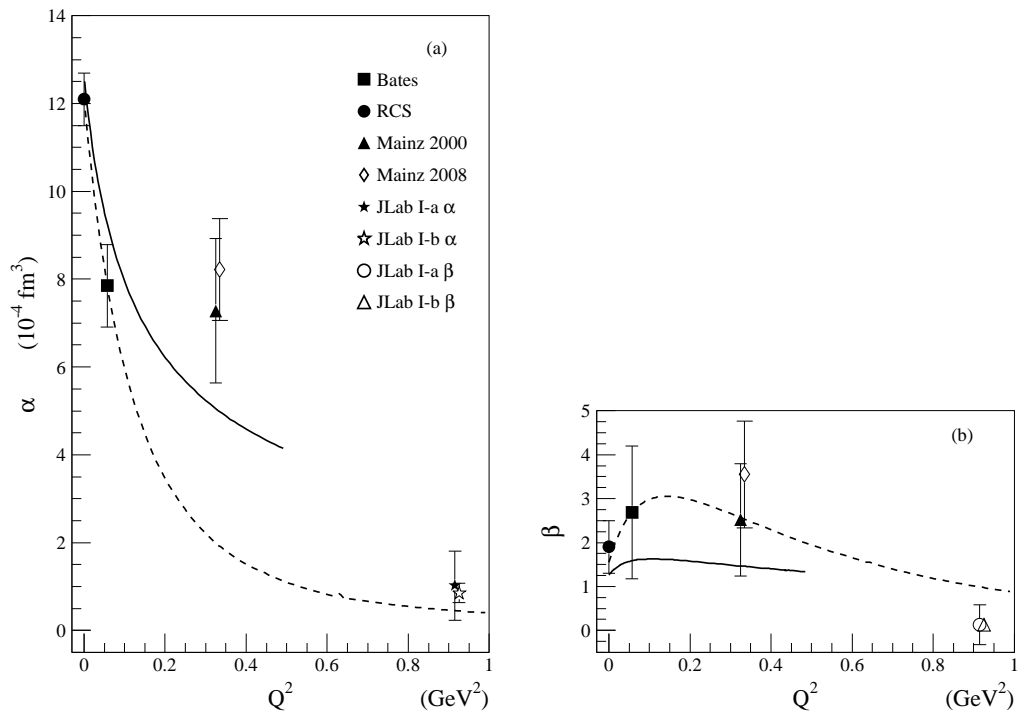 14
12
10
8
6
4
2
0
α (10⁻⁴ fm³)
(a)
Bates
RCS
Mainz 2000
Mainz 2008
JLab I-a α
JLab I-b α
JLab I-a β
JLab I-b β
0 0.2 0.4 0.6 0.8 1
Q² (GeV²)
5
4
3
2
1
0
β
(b)
0 0.2 0.4 0.6 0.8 1
Q² (GeV²)